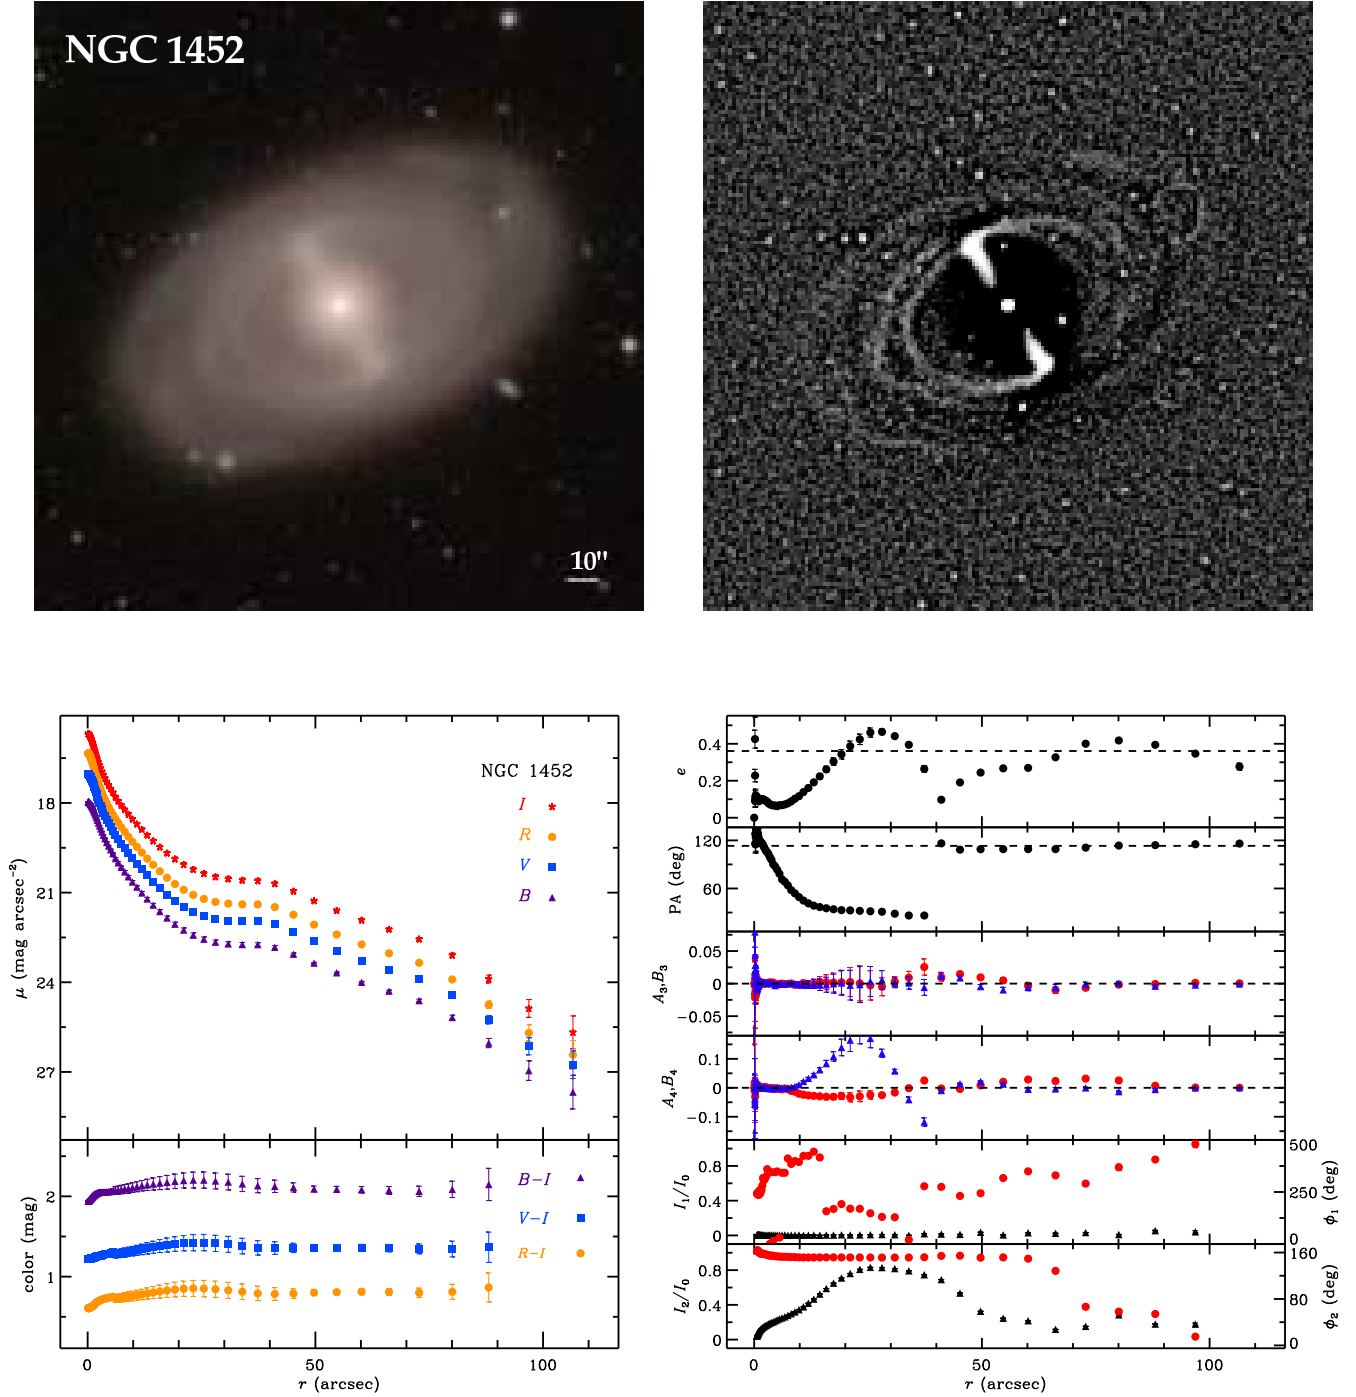 NGC 1452
10"
NGC 1452
I
R
V
B
18
21
24
27
μ (mag arcsec⁻²)
B-I
V-I
R-I
2
1
color (mag)
0
50
100
r (arcsec)
0.4
0.2
0
e
120
60
PA (deg)
0.05
0
-0.05
A₃,B₃
0.1
0
-0.1
A₄,B₄
0.8
0.4
0
I₁/I₀
500
250
0
ϕ₁ (deg)
0.8
0.4
0
I₂/I₀
160
80
0
ϕ₂ (deg)
0
50
100
r (arcsec)